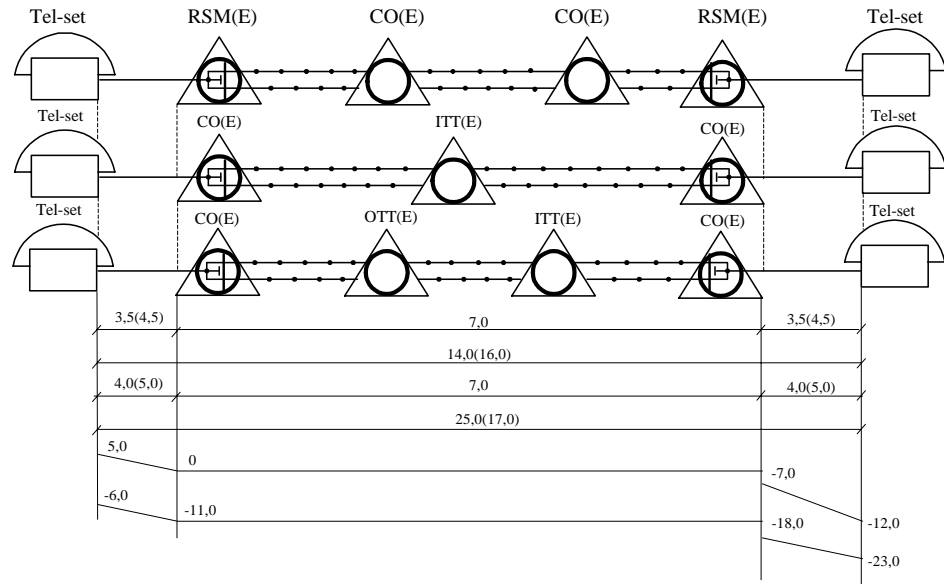 Tel-set RSM(E) CO(E) CO(E) RSM(E) Tel-set
Tel-set CO(E) ITT(E) CO(E) Tel-set
Tel-set CO(E) OTT(E) ITT(E) CO(E) Tel-set
3,5(4,5) 7,0 3,5(4,5)
14,0(16,0)
4,0(5,0) 7,0 4,0(5,0)
25,0(17,0)
5,0 0 -7,0
-6,0 -11,0 -18,0 -12,0
-23,0